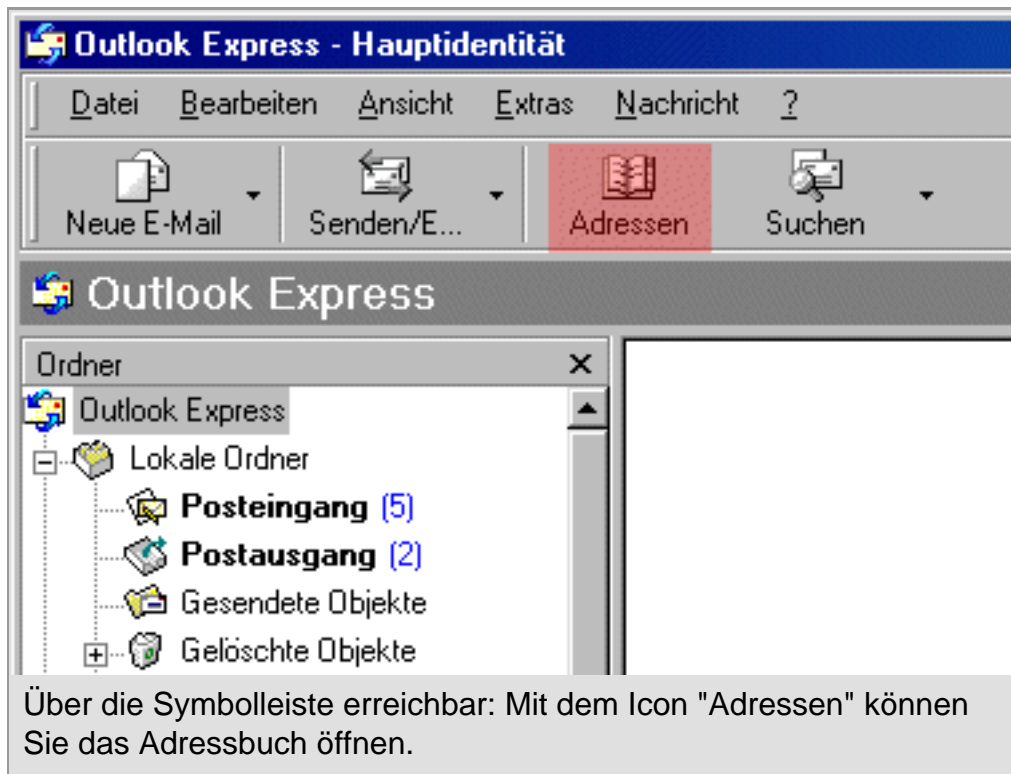 Outlook Express - Hauptidentität
Datei Bearbeiten Ansicht Extras Nachricht ?
Neue E-Mail Senden/E... Adressen Suchen
Outlook Express
Ordner
Outlook Express
Lokale Ordner
Posteingang (5)
Postausgang (2)
Gesendete Objekte
Gelöschte Objekte
Über die Symbolleiste erreichbar: Mit dem Icon "Adressen" können
Sie das Adressbuch öffnen.